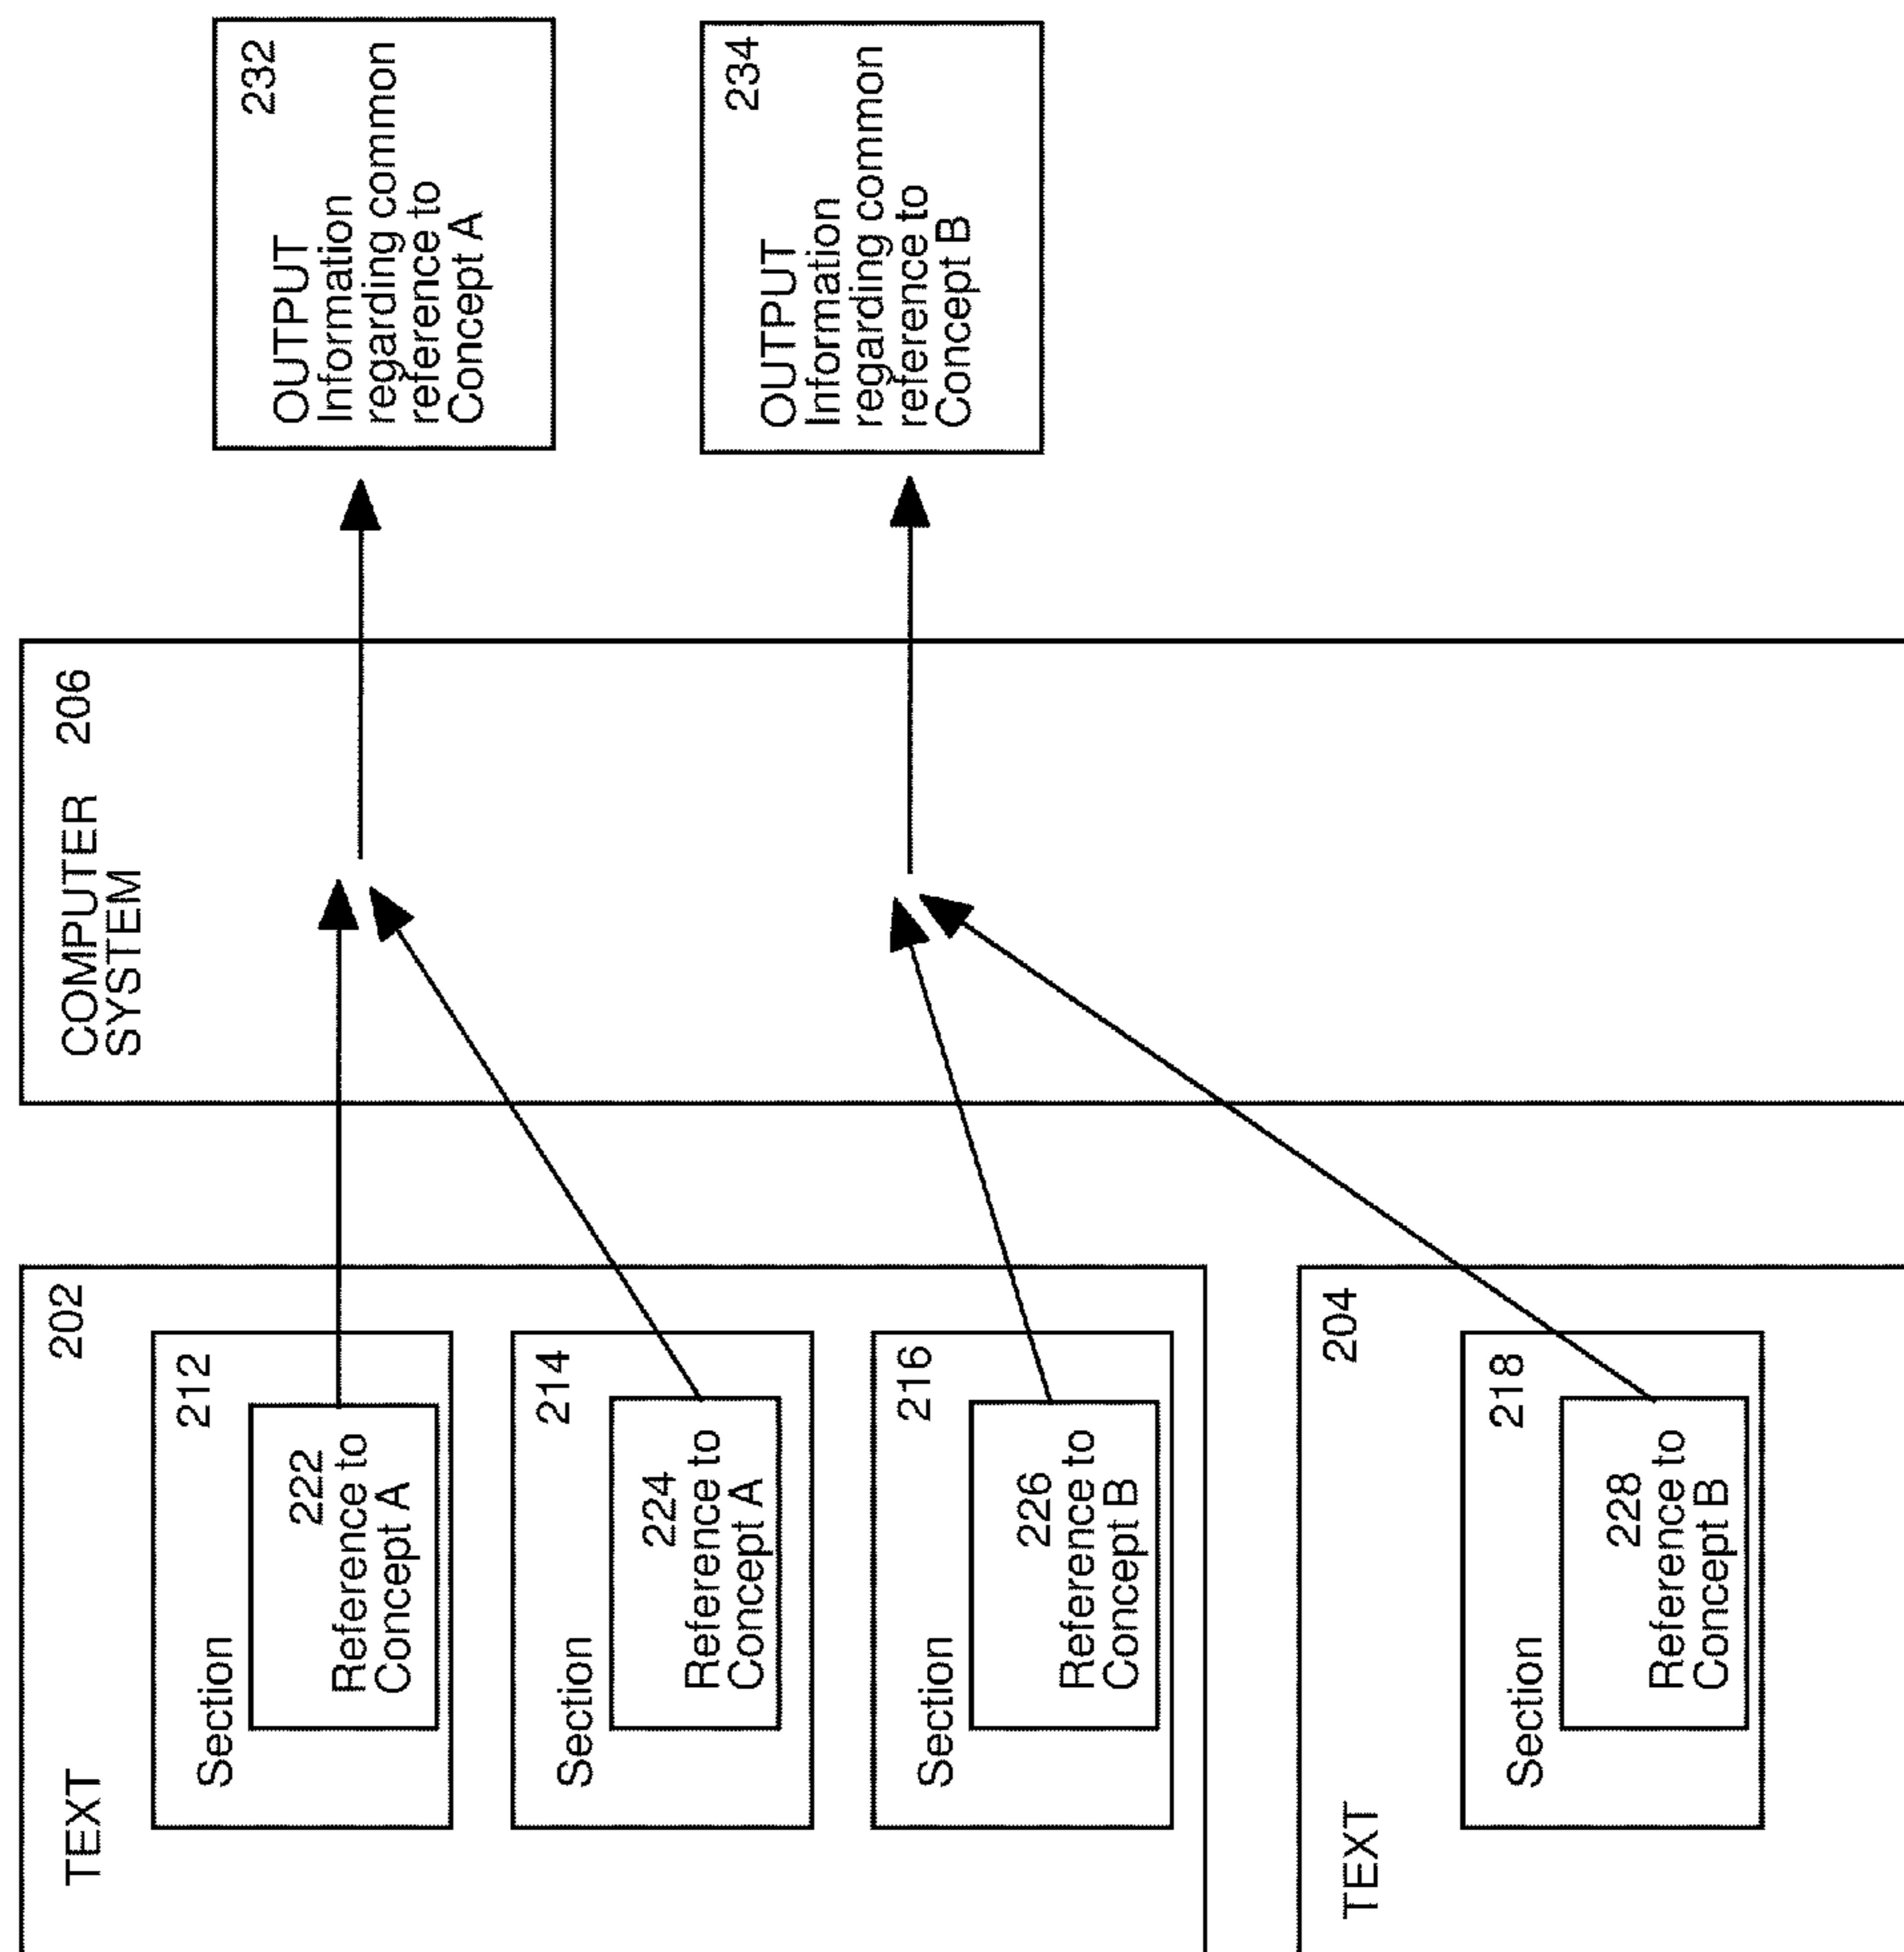 TEXT 202
Section 212
222
Reference to
Concept A
Section 214
224
Reference to
Concept A
Section 216
226
Reference to
Concept B
TEXT 204
Section 218
228
Reference to
Concept B
COMPUTER 206
SYSTEM
232
OUTPUT
Information
regarding common
reference to
Concept A
234
OUTPUT
Information
regarding common
reference to
Concept B